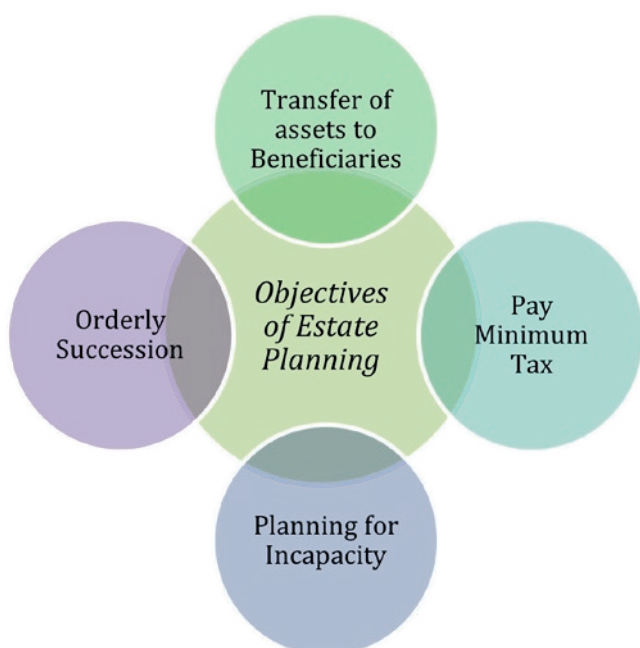 Transfer of
assets to
Beneficiaries
Orderly
Succession
Objectives
of Estate
Planning
Pay
Minimum
Tax
Planning for
Incapacity